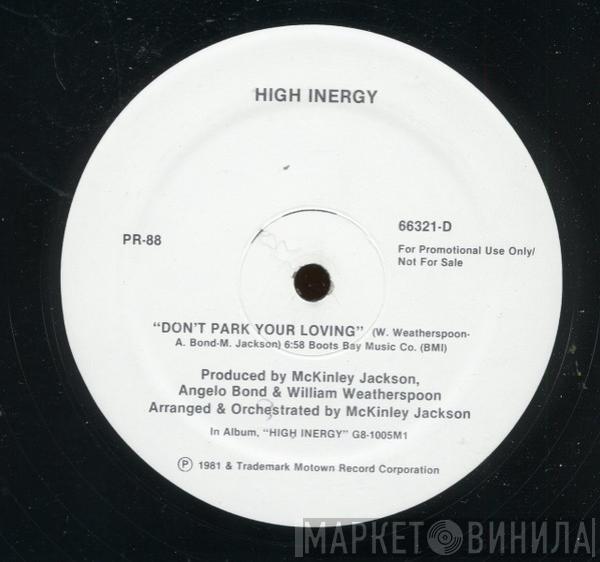 HIGH INERGY
PR-88
66321-D
For Promotional Use Only/
Not For Sale
"DON'T PARK YOUR LOVING" (W. Weatherspoon-
A. Bond-M. Jackson) 6:58 Boots Bay Music Co. (BMI)
Produced by McKinley Jackson,
Angelo Bond & William Weatherspoon
Arranged & Orchestrated by McKinley Jackson
In Album, "HIGH INERGY" G8-1005M1
Ⓟ 1981 & Trademark Motown Record Corporation
МАРКЕТ ВИНИЛА